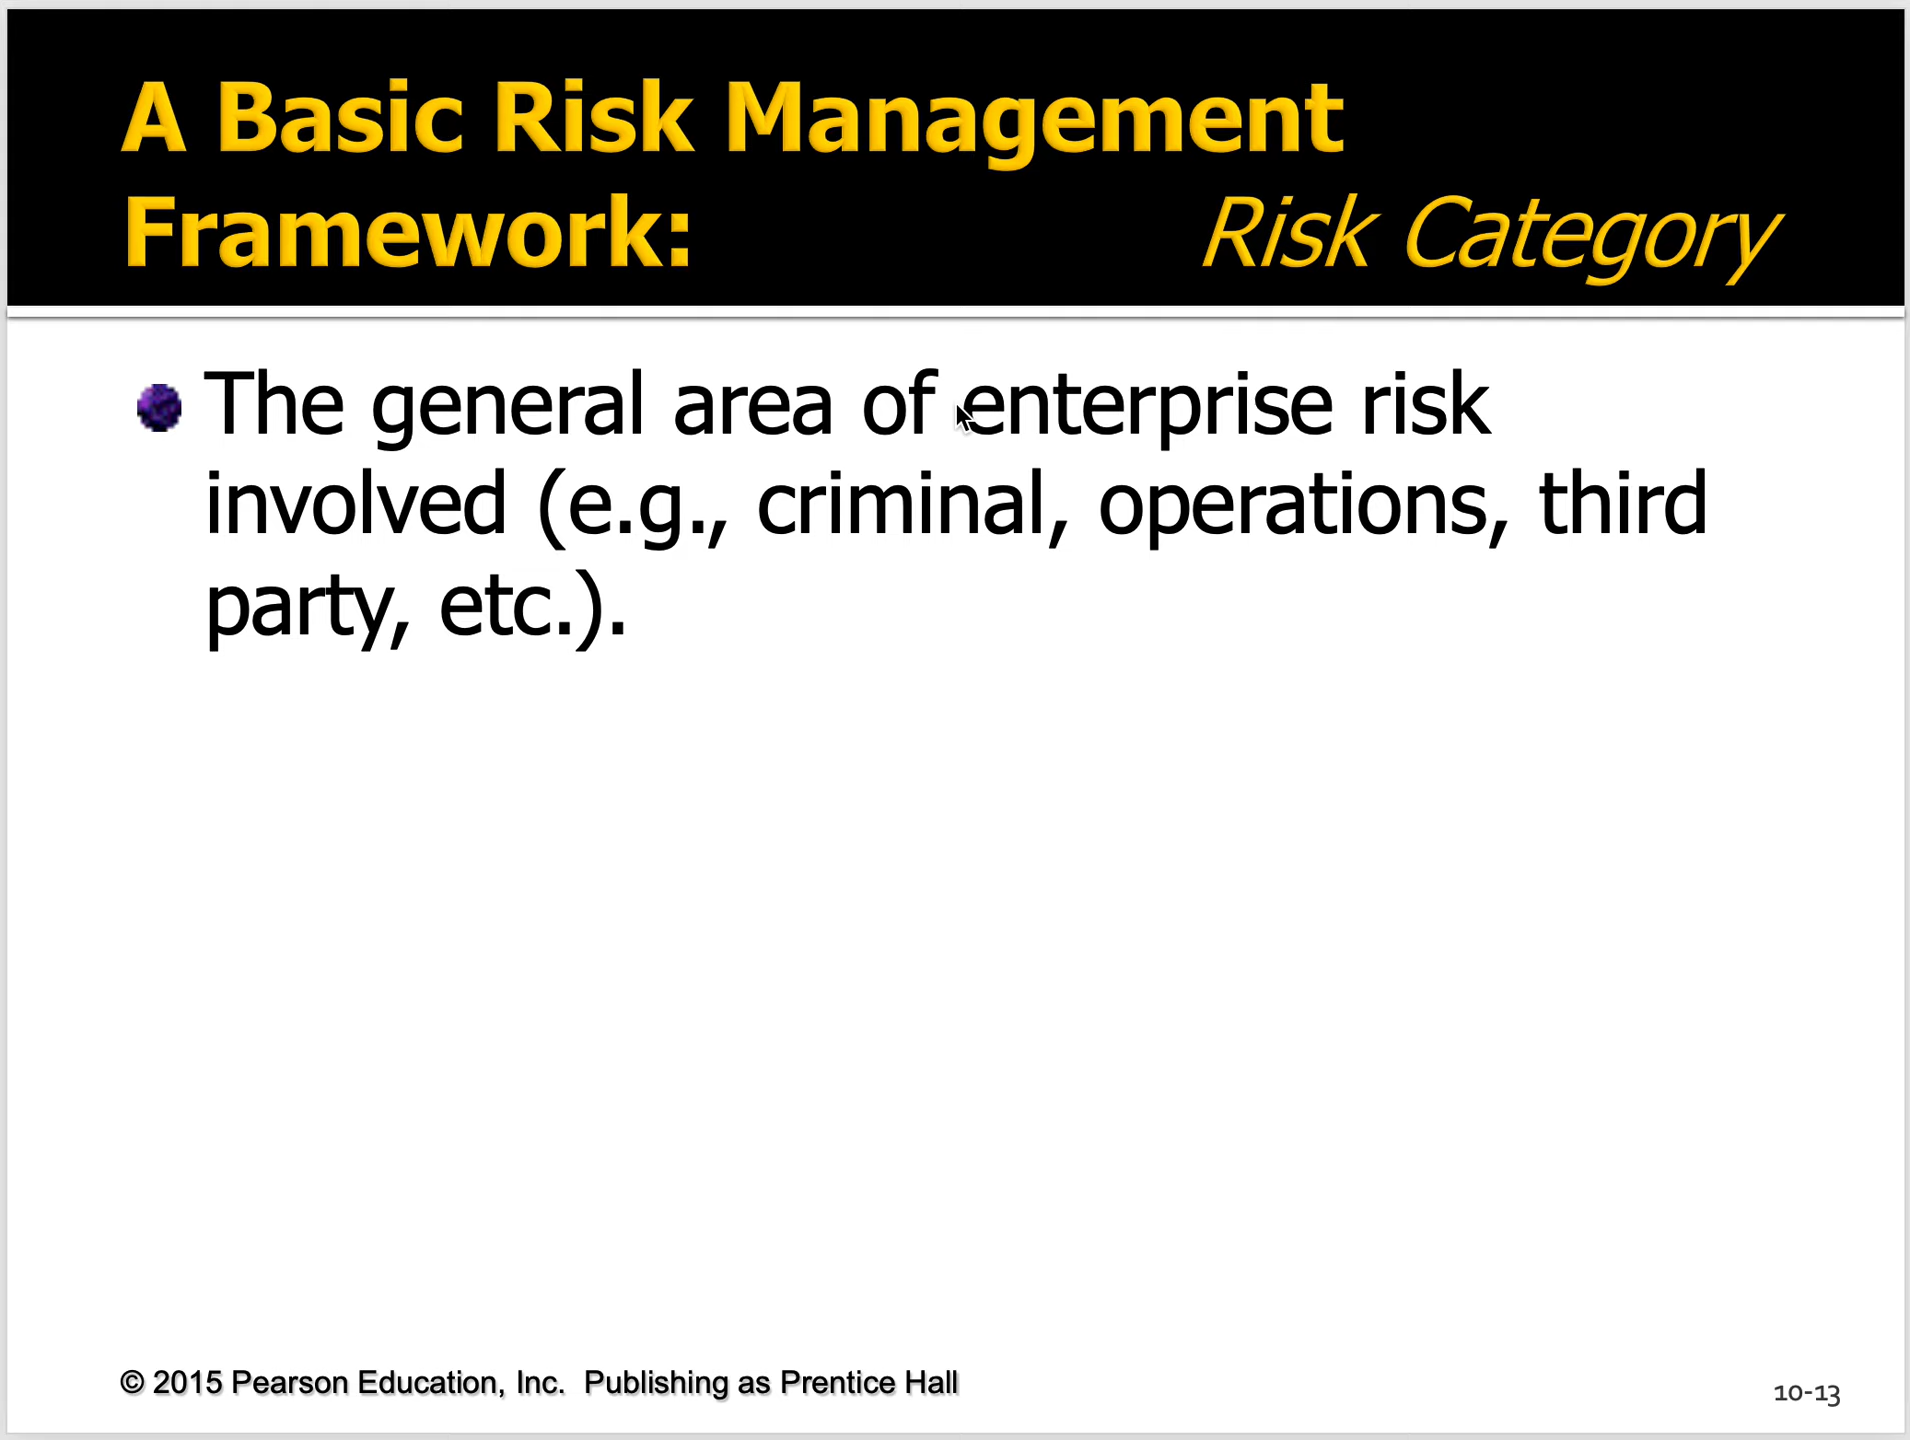 A Basic Risk Management
Framework: Risk Category
The general area of enterprise risk
involved (e.g., criminal, operations, third
party, etc.).
© 2015 Pearson Education, Inc. Publishing as Prentice Hall
10-13